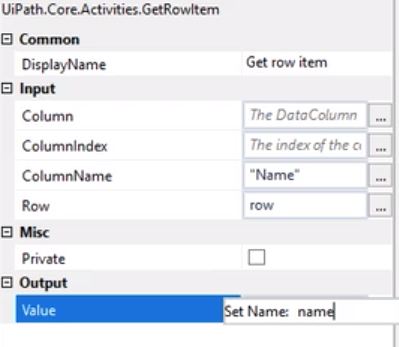 UiPath.Core.Activities.GetRowItem
Common
DisplayName Get row item
Input
Column The DataColumn ...
ColumnIndex The index of the co ...
ColumnName "Name" ...
Row row ...
Misc
Private
Output
Value Set Name: name